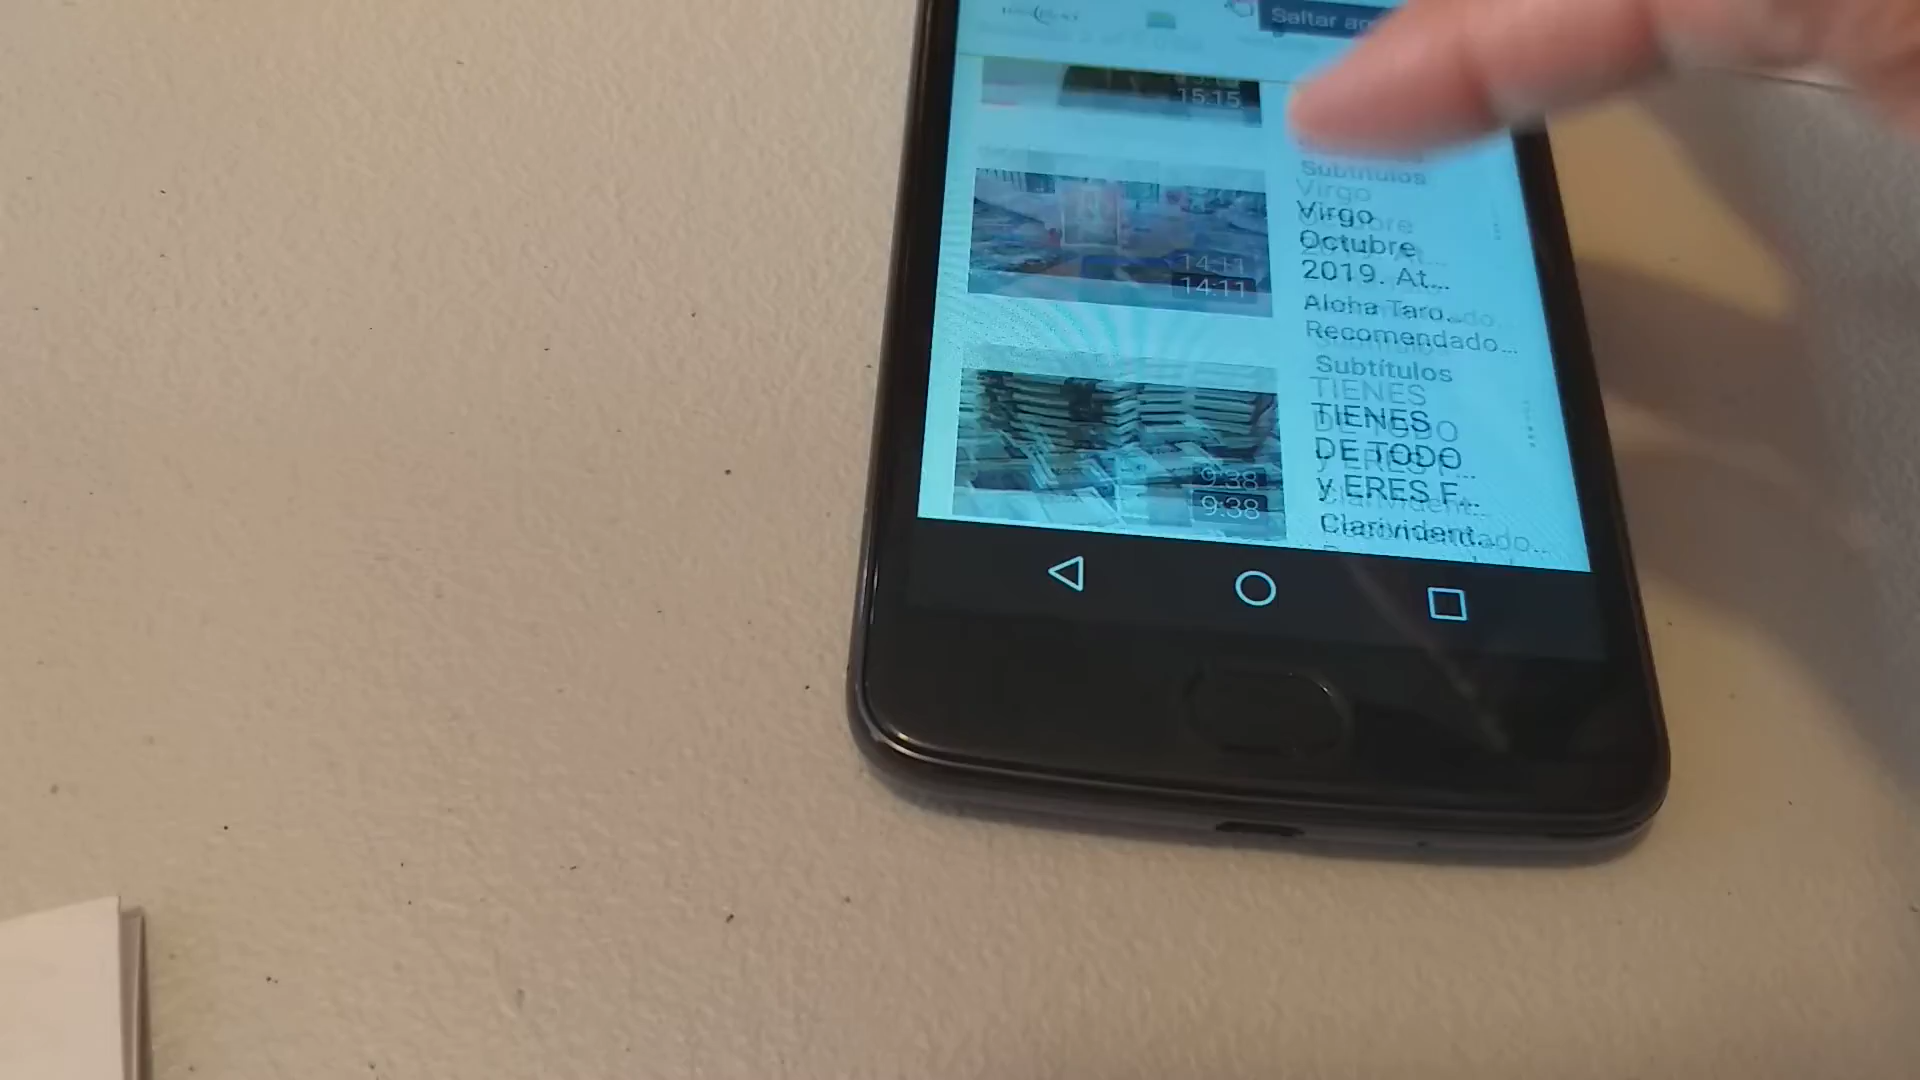 Saltar
15:15
Subtítulos
Virgo
Octubre
2019. At...
Aloha Taro...
Recomendado...
14:11
Subtítulos
TIENES
DE TODO
y ERES F...
Clarivident...
9:38